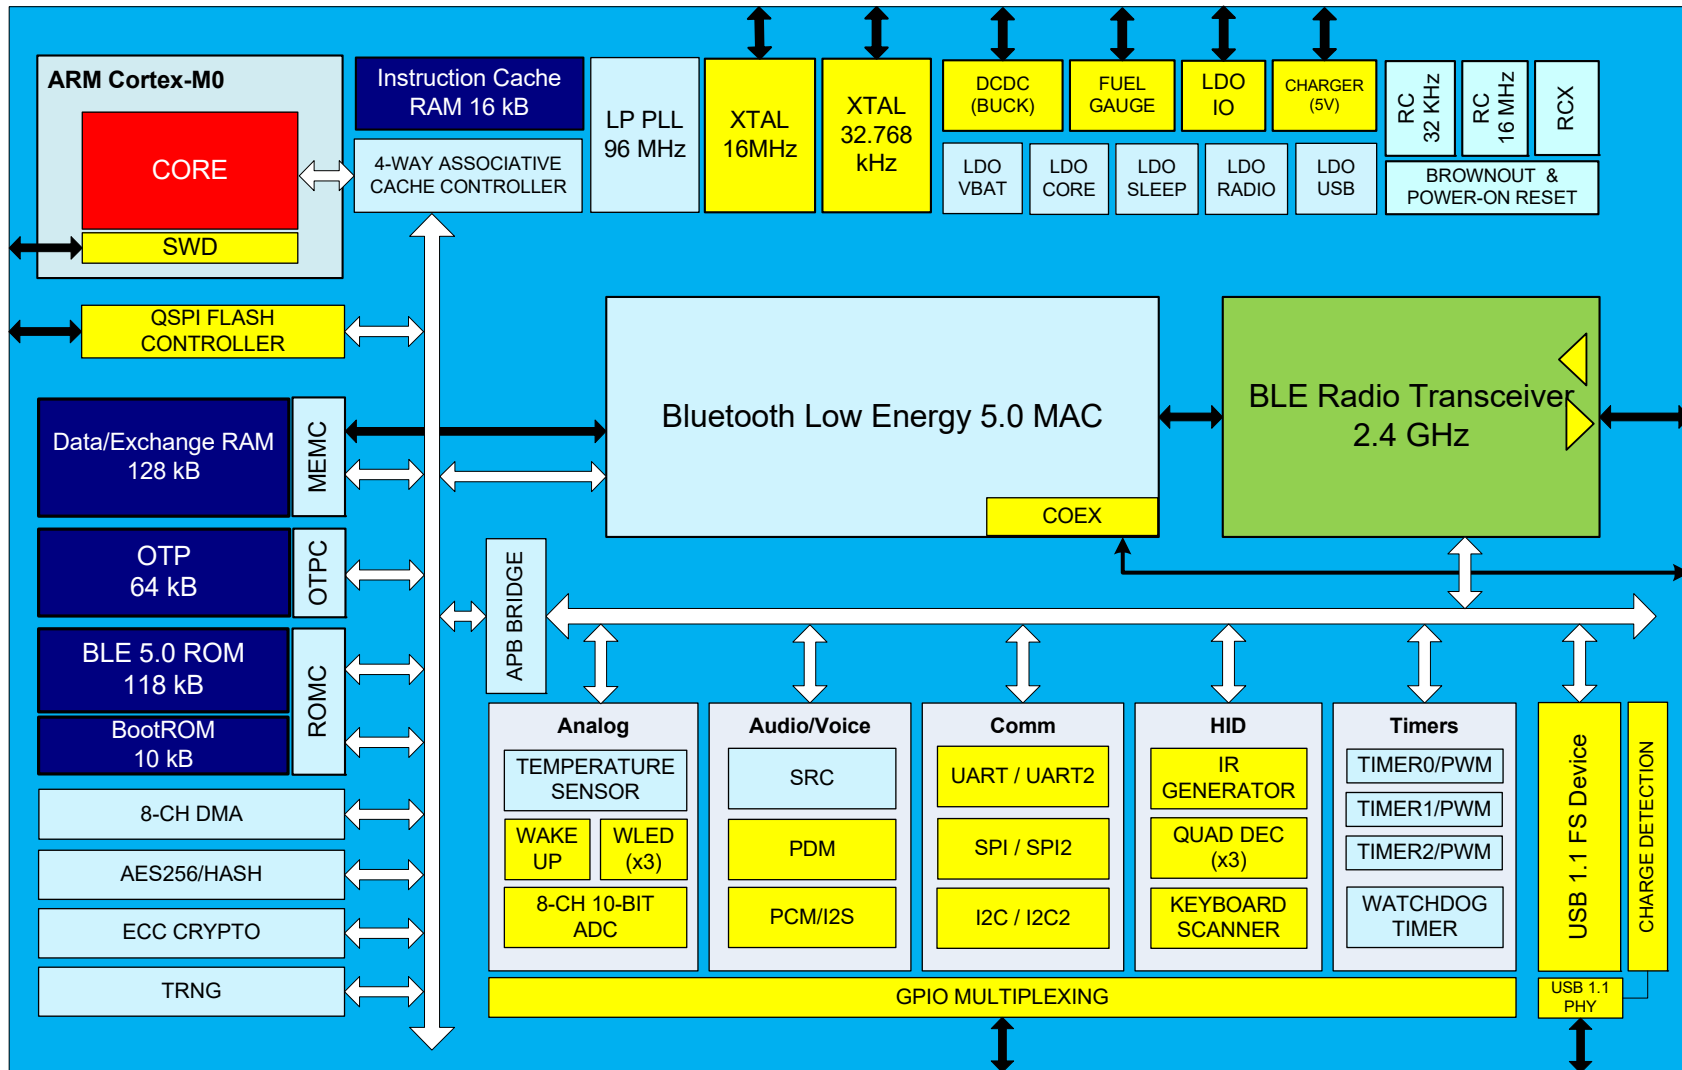 ARM Cortex-M0
CORE
SWD
Instruction Cache
RAM 16 kB
4-WAY ASSOCIATIVE
CACHE CONTROLLER
LP PLL
96 MHz
XTAL
16MHz
XTAL
32.768
kHz
DCDC
(BUCK)
FUEL
GAUGE
LDO
IO
CHARGER
(5V)
LDO
VBAT
LDO
CORE
LDO
SLEEP
LDO
RADIO
LDO
USB
RC
32 KHz
RC
16 MHz
RCX
BROWNOUT &
POWER-ON RESET
QSPI FLASH
CONTROLLER
Data/Exchange RAM
128 kB
MEMC
OTP
64 kB
OTPC
BLE 5.0 ROM
118 kB
BootROM
10 kB
ROMC
8-CH DMA
AES256/HASH
ECC CRYPTO
TRNG
Bluetooth Low Energy 5.0 MAC
COEX
BLE Radio Transceiver
2.4 GHz
APB BRIDGE
Analog
TEMPERATURE
SENSOR
WAKE
UP
WLED
(x3)
8-CH 10-BIT
ADC
Audio/Voice
SRC
PDM
PCM/I2S
Comm
UART / UART2
SPI / SPI2
I2C / I2C2
HID
IR
GENERATOR
QUAD DEC
(x3)
KEYBOARD
SCANNER
Timers
TIMER0/PWM
TIMER1/PWM
TIMER2/PWM
WATCHDOG
TIMER
USB 1.1 FS Device
CHARGE DETECTION
USB 1.1
PHY
GPIO MULTIPLEXING